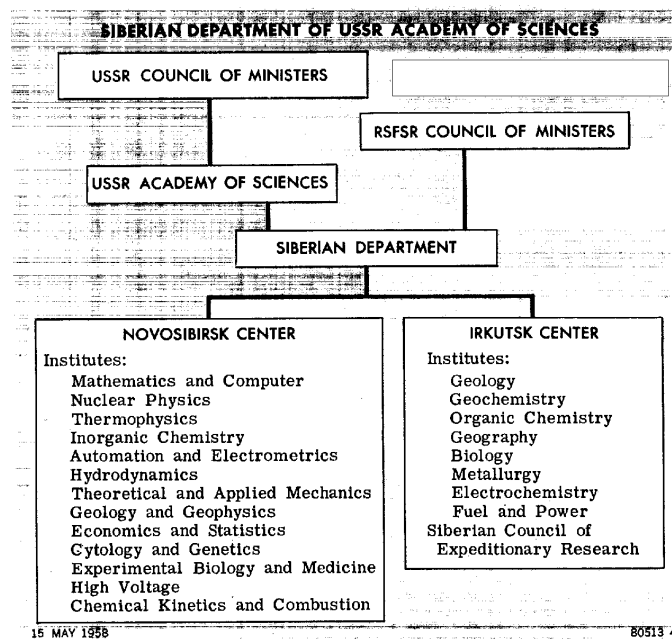 SIBERIAN DEPARTMENT OF USSR ACADEMY OF SCIENCES
USSR COUNCIL OF MINISTERS
RSFSR COUNCIL OF MINISTERS
USSR ACADEMY OF SCIENCES
SIBERIAN DEPARTMENT
NOVOSIBIRSK CENTER
Institutes:
Mathematics and Computer
Nuclear Physics
Thermophysics
Inorganic Chemistry
Automation and Electrometrics
Hydrodynamics
Theoretical and Applied Mechanics
Geology and Geophysics
Economics and Statistics
Cytology and Genetics
Experimental Biology and Medicine
High Voltage
Chemical Kinetics and Combustion
IRKUTSK CENTER
Institutes:
Geology
Geochemistry
Organic Chemistry
Geography
Biology
Metallurgy
Electrochemistry
Fuel and Power
Siberian Council of
Expeditionary Research
15 MAY 1958
80513